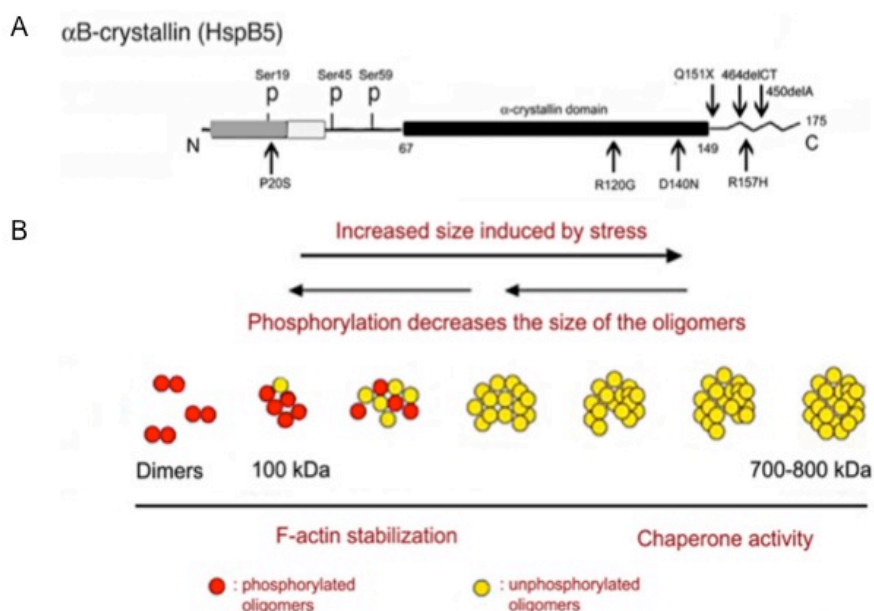 A
αB-crystallin (HspB5)
Ser19 Ser45 Ser59
p p p
Q151X 464delCT
450delA
α-crystallin domain
175
N 67 149 C
P20S R120G D140N R157H
B
Increased size induced by stress
Phosphorylation decreases the size of the oligomers
Dimers 100 kDa 700-800 kDa
F-actin stabilization Chaperone activity
: phosphorylated : unphosphorylated
oligomers oligomers